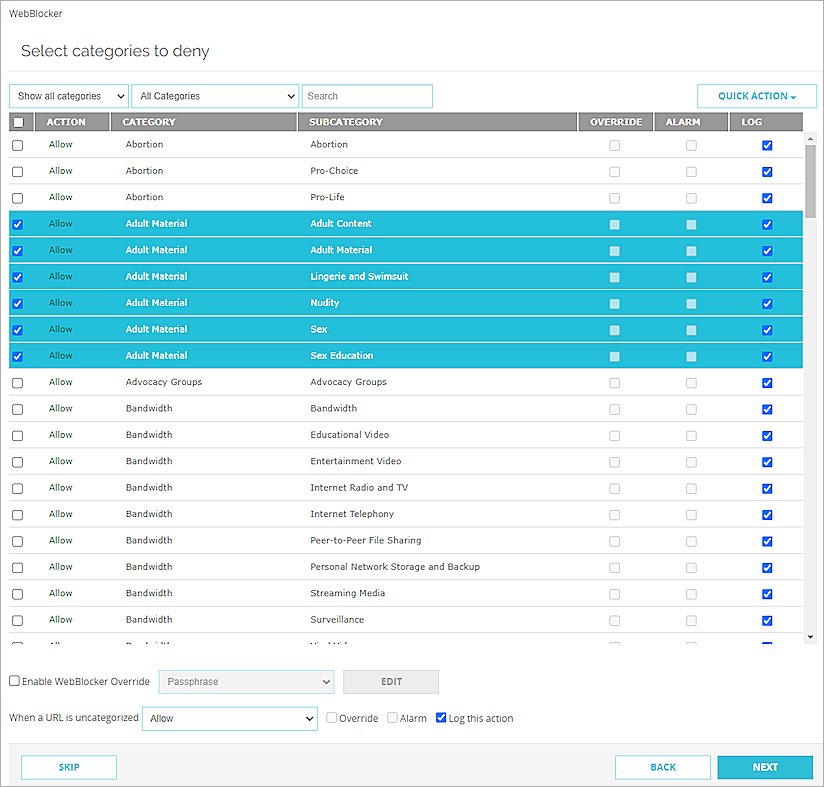 WebBlocker
Select categories to deny
Show all categories All Categories Search QUICK ACTION
ACTION CATEGORY SUBCATEGORY OVERRIDE ALARM LOG
Allow Abortion Abortion
Allow Abortion Pro-Choice
Allow Abortion Pro-Life
Allow Adult Material Adult Content
Allow Adult Material Adult Material
Allow Adult Material Lingerie and Swimsuit
Allow Adult Material Nudity
Allow Adult Material Sex
Allow Adult Material Sex Education
Allow Advocacy Groups Advocacy Groups
Allow Bandwidth Bandwidth
Allow Bandwidth Educational Video
Allow Bandwidth Entertainment Video
Allow Bandwidth Internet Radio and TV
Allow Bandwidth Internet Telephony
Allow Bandwidth Peer-to-Peer File Sharing
Allow Bandwidth Personal Network Storage and Backup
Allow Bandwidth Streaming Media
Allow Bandwidth Surveillance
Enable WebBlocker Override Passphrase EDIT
When a URL is uncategorized Allow Override Alarm Log this action
SKIP BACK NEXT